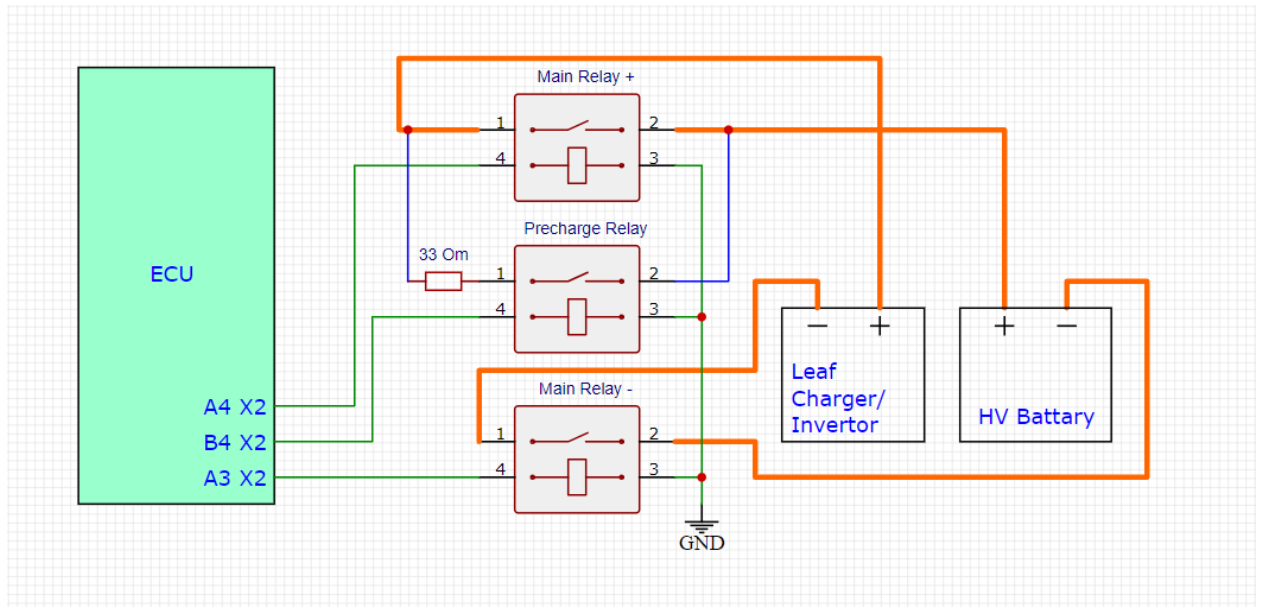 Main Relay +
1
2
4
3
Precharge Relay
33 Om
1
2
4
3
ECU
Main Relay -
1
2
4
3
A4 X2
B4 X2
A3 X2
GND
— +
Leaf
Charger/
Invertor
+ —
HV Battary